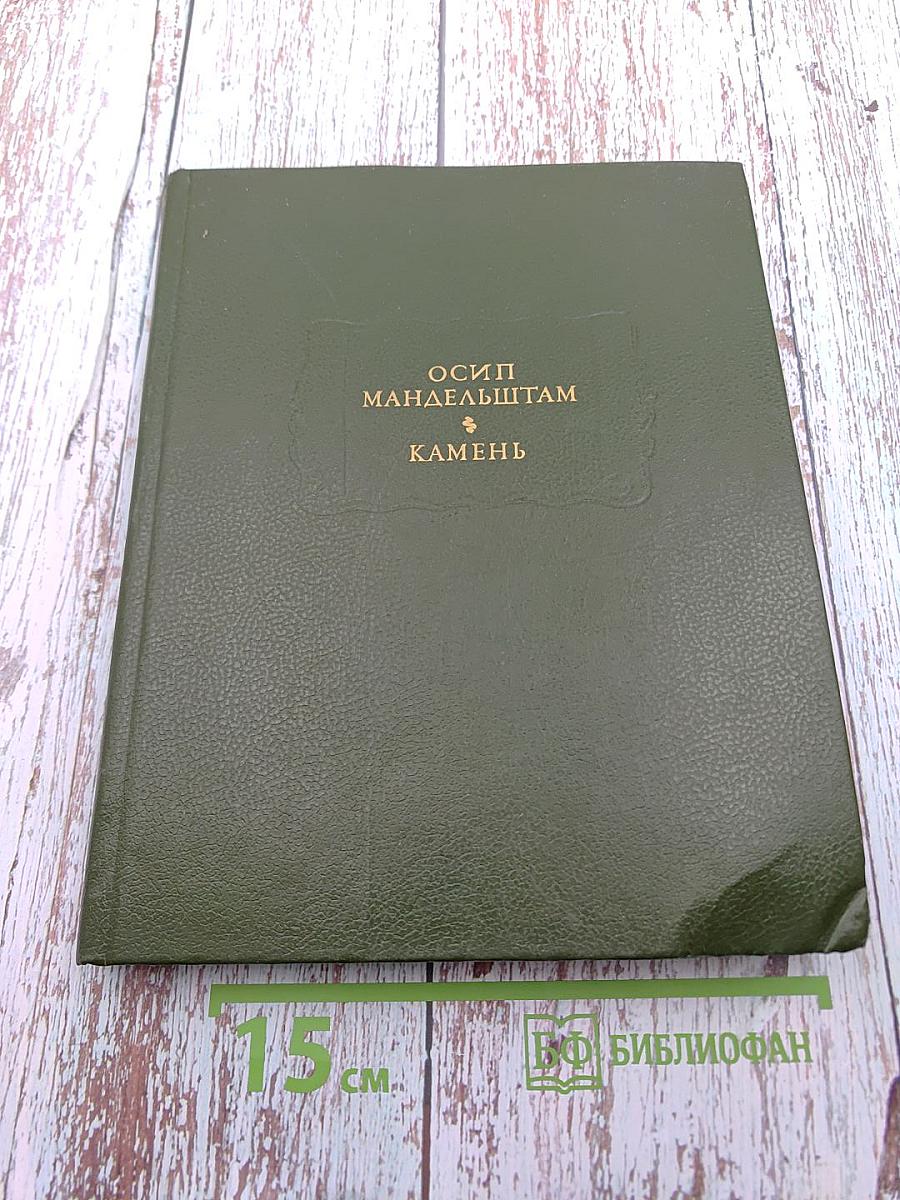 ОСИП
МАНДЕЛЬШТАМ
КАМЕНЬ
15 см
БФ БИБЛИОФАН